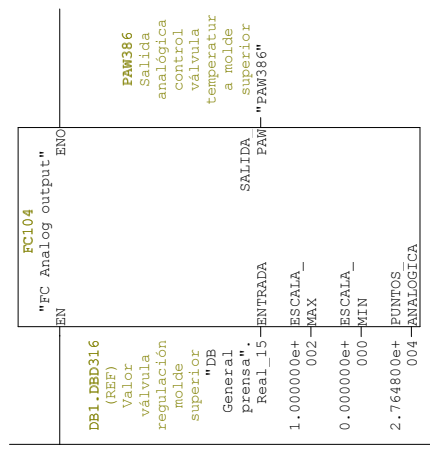 FC104
"FC Analog output"
EN
ENO
DB1.DBD316
(REF)
Valor
válvula
regulación
molde
superior
"DB
General
prensa".
Real_15
ENTRADA
1.000000e+
002
ESCALA_
MAX
0.000000e+
000
ESCALA_
MIN
2.764800e+
004
PUNTOS_
ANALOGICA
SALIDA_
PAW
PAW386
Salida
analógica
control
válvula
temperatur
a molde
superior
"PAW386"